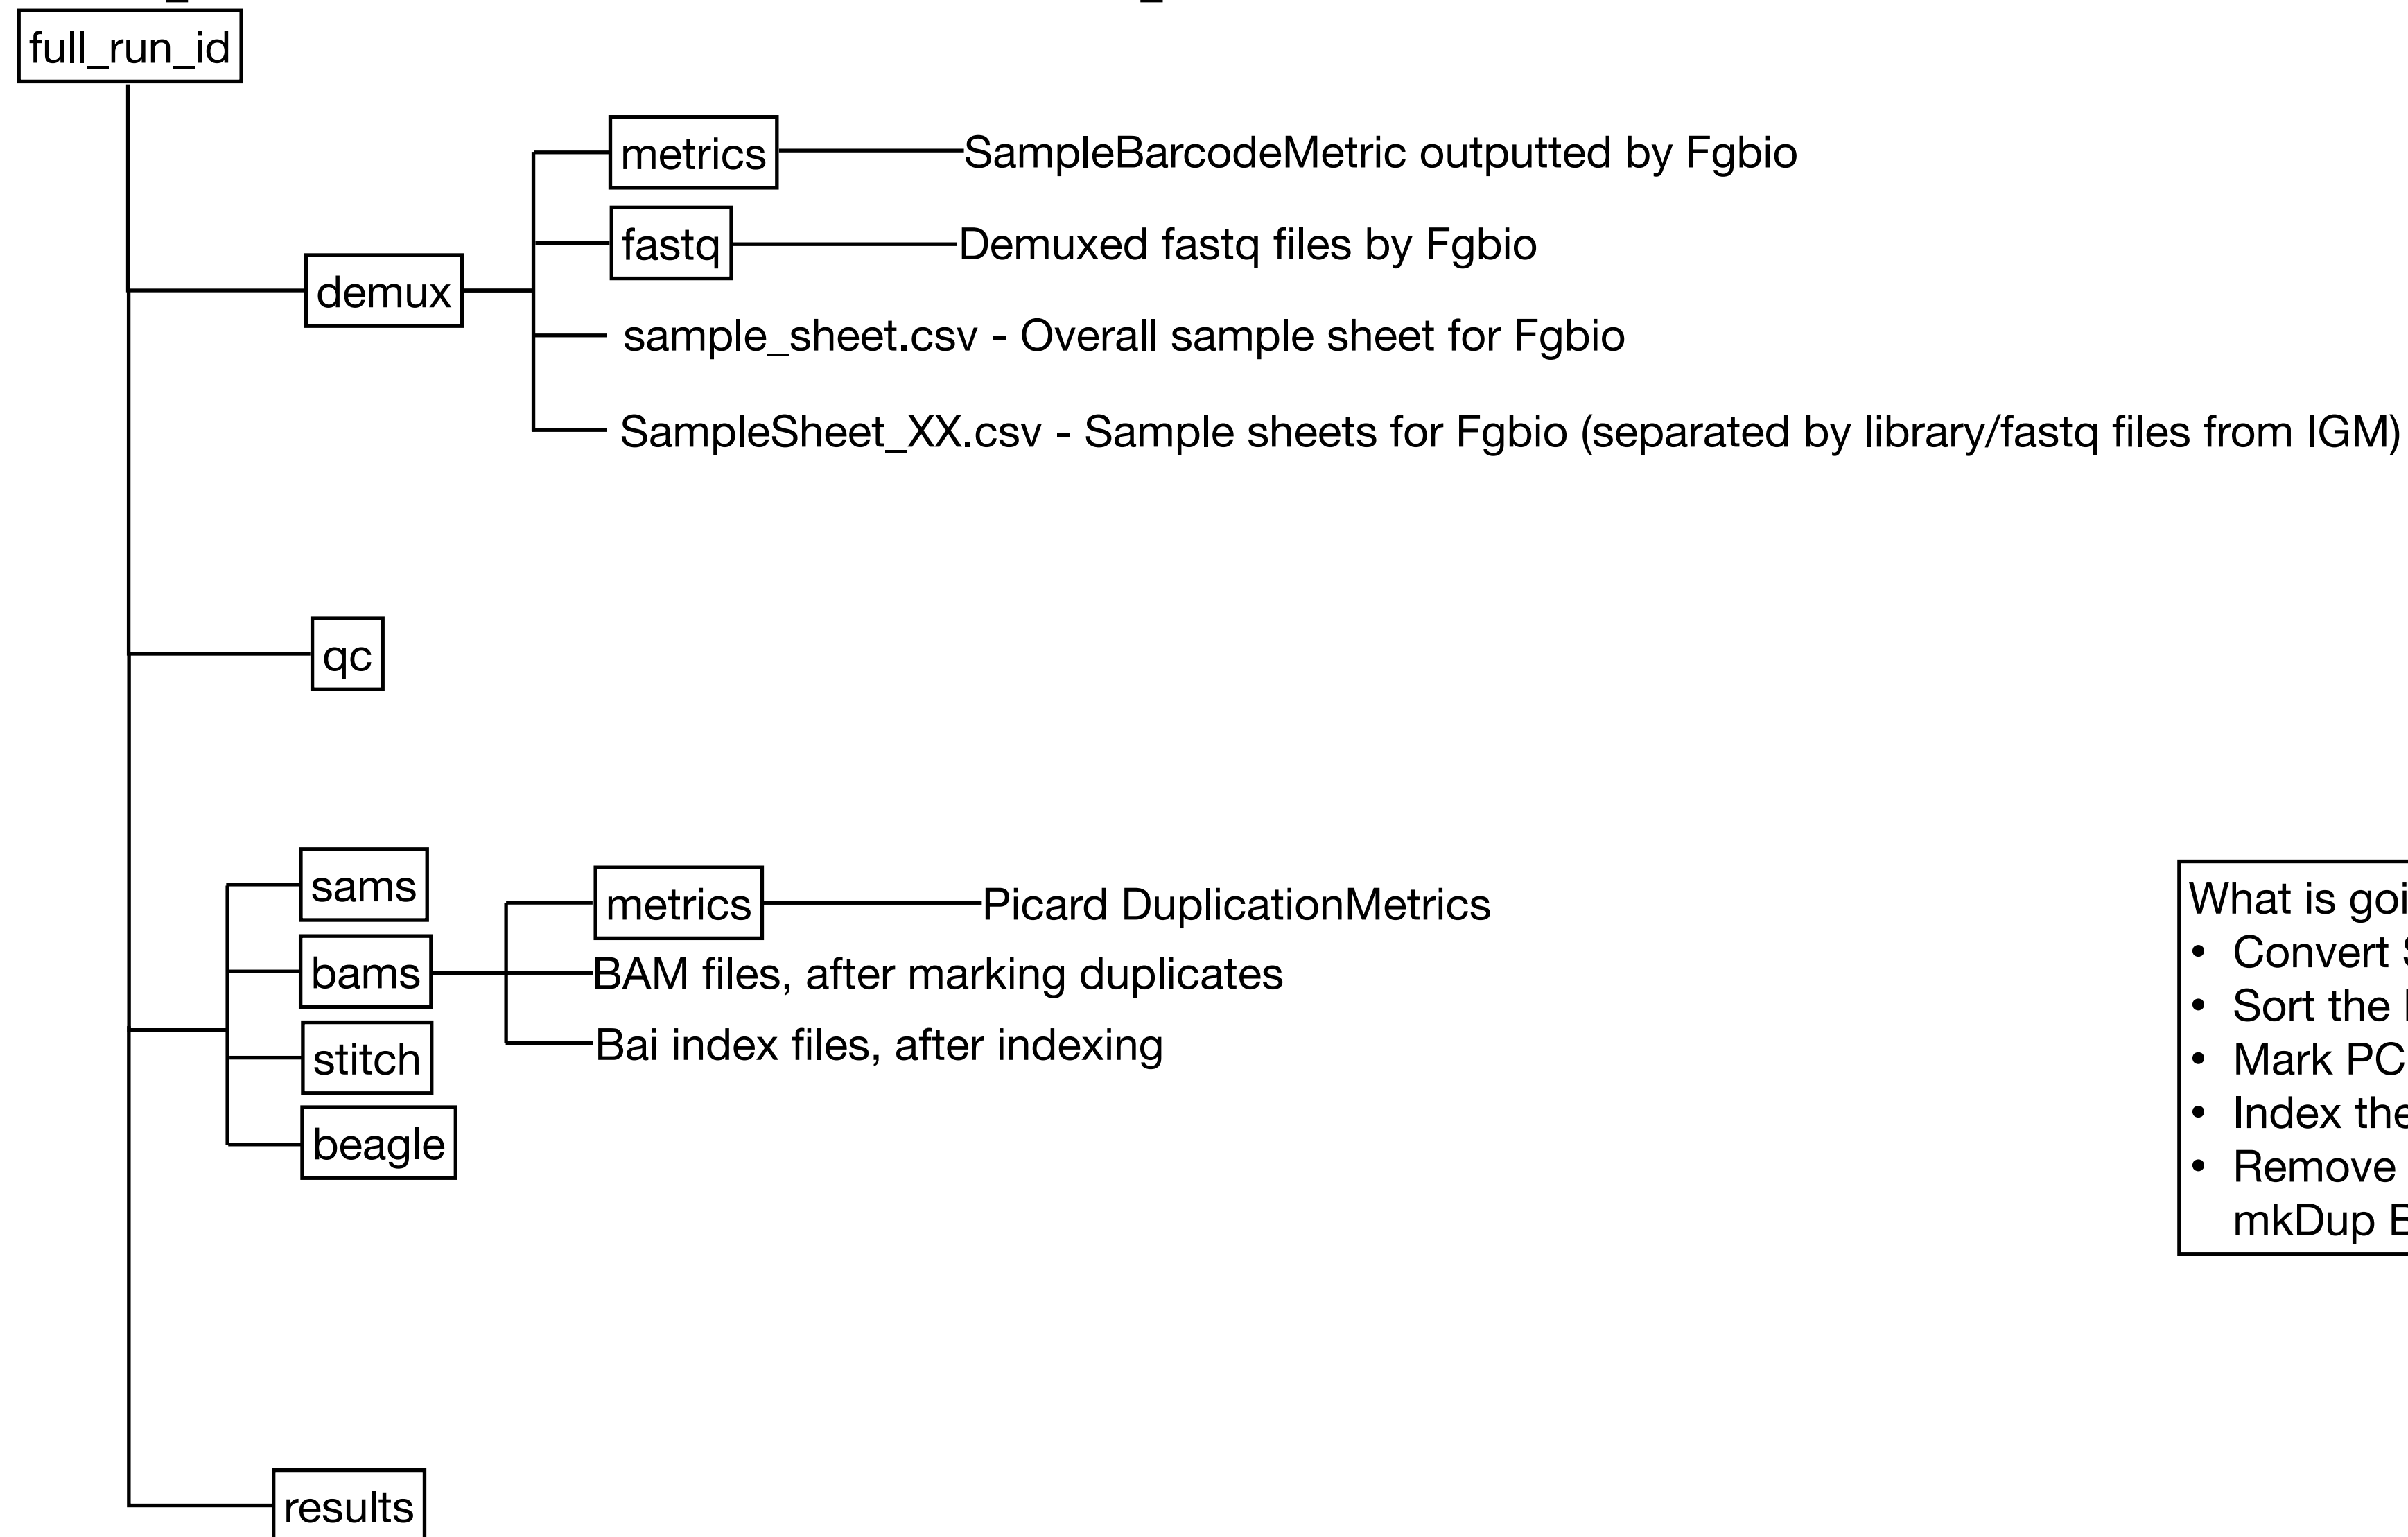 full_run_id
metrics
SampleBarcodeMetric outputted by Fgbio
fastq
Demuxed fastq files by Fgbio
demux
sample_sheet.csv - Overall sample sheet for Fgbio
SampleSheet_XX.csv - Sample sheets for Fgbio (separated by library/fastq files from IGM)
qc
sams
metrics
Picard DuplicationMetrics
bams
BAM files, after marking duplicates
stitch
Bai index files, after indexing
beagle
results
What is
• Convert
• Sort the
• Mark
• Index
• Remove
mkDup